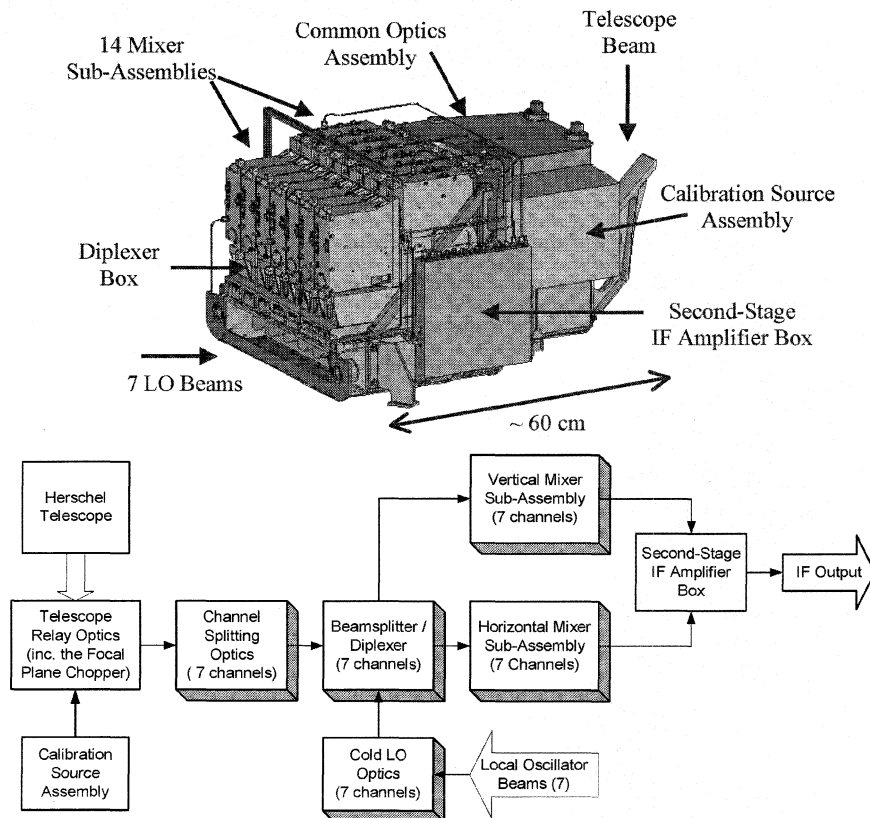 14 Mixer
Sub-Assemblies
Common Optics
Assembly
Telescope
Beam
Calibration Source
Assembly
Diplexer
Box
Second-Stage
IF Amplifier Box
7 LO Beams
~ 60 cm
Herschel
Telescope
Vertical Mixer
Sub-Assembly
(7 channels)
Second-Stage
IF Amplifier
Box
IF Output
Telescope
Relay Optics
(inc. the Focal
Plane Chopper)
Channel
Splitting
Optics
( 7 channels)
Beamsplitter /
Diplexer
(7 channels)
Horizontal Mixer
Sub-Assembly
(7 Channels)
Calibration
Source
Assembly
Cold LO
Optics
(7 channels)
Local Oscillator
Beams (7)